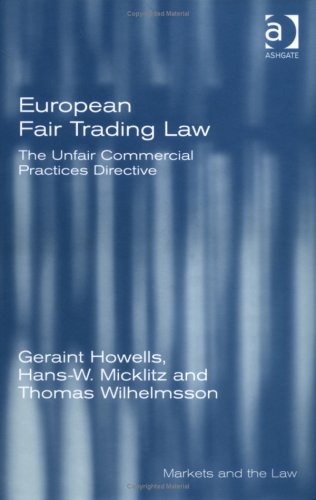 a
ASHGATE
European
Fair Trading Law
The Unfair Commercial
Practices Directive
Geraint Howells,
Hans-W. Micklitz and
Thomas Wilhelmsson
Markets and the Law